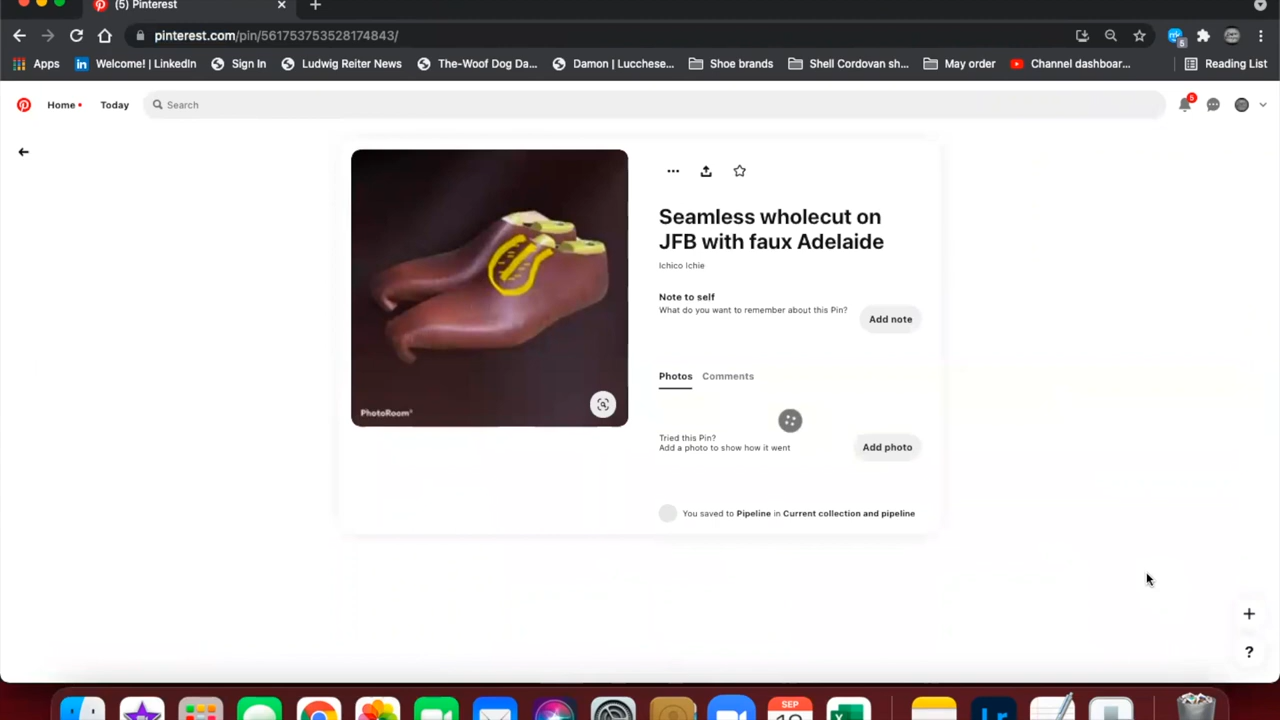 (5) Pinterest
pinterest.com/pin/561753753528174843/
5
Apps Welcome! | LinkedIn Sign In Ludwig Reiter News The-Woof Dog Da... Damon | Lucchese... Shoe brands Shell Cordovan sh... May order Channel dashboar... Reading List
Home Today Search 5
Seamless wholecut on
JFB with faux Adelaide
Ichico Ichie
Note to self
What do you want to remember about this Pin? Add note
Photos Comments
PhotoRoom
Tried this Pin?
Add a photo to show how it went Add photo
You saved to Pipeline in Current collection and pipeline
?
SEP
Lr